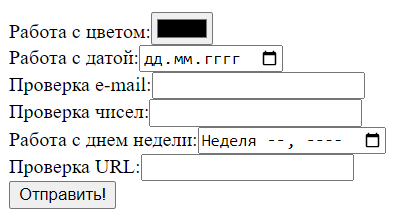 Работа с цветом:
Работа с датой: дд.мм.гггг
Проверка e-mail:
Проверка чисел:
Работа с днем недели: Неделя --, ----
Проверка URL:
Отправить!